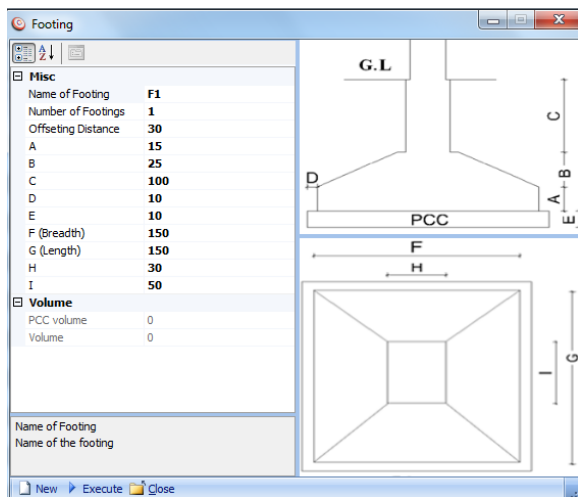 Footing
Misc
Name of Footing F1
Number of Footings 1
Offseting Distance 30
A 15
B 25
C 100
D 10
E 10
F (Breadth) 150
G (Length) 150
H 30
I 50
Volume
PCC volume 0
Volume 0
Name of Footing
Name of the footing
New Execute Close
G.L
C
D
B
A
PCC
E
F
H
G
I